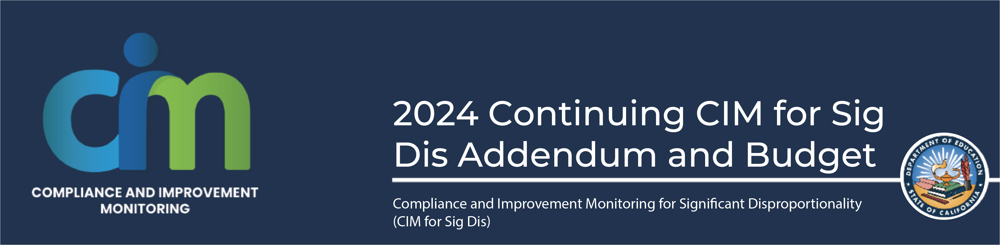 cim
COMPLIANCE AND IMPROVEMENT
MONITORING
2024 Continuing CIM for Sig
Dis Addendum and Budget
Compliance and Improvement Monitoring for Significant Disproportionality
(CIM for Sig Dis)
DEPARTMENT OF EDUCATION
STATE OF CALIFORNIA